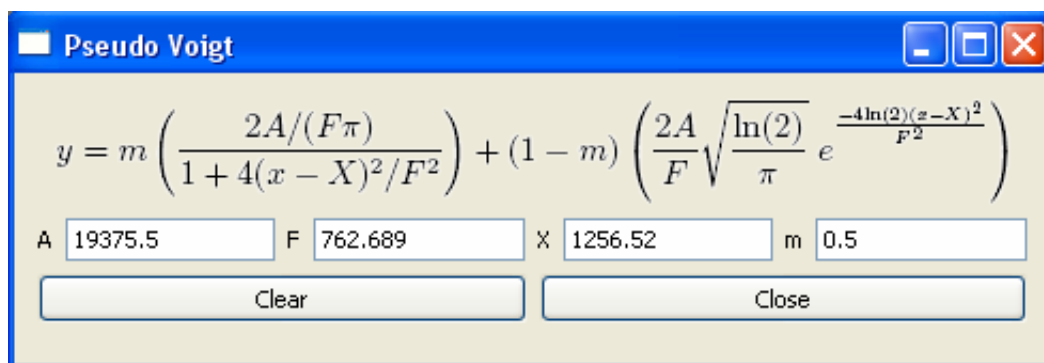 Pseudo Voigt
y = m ( 2A/(Fπ) / 1 + 4(x − X)²/F² ) + (1 − m) ( 2A / F √ ln(2) / π e^{ −4ln(2)(x−X)² / F² } )
A 19375.5 F 762.689 X 1256.52 m 0.5
Clear Close